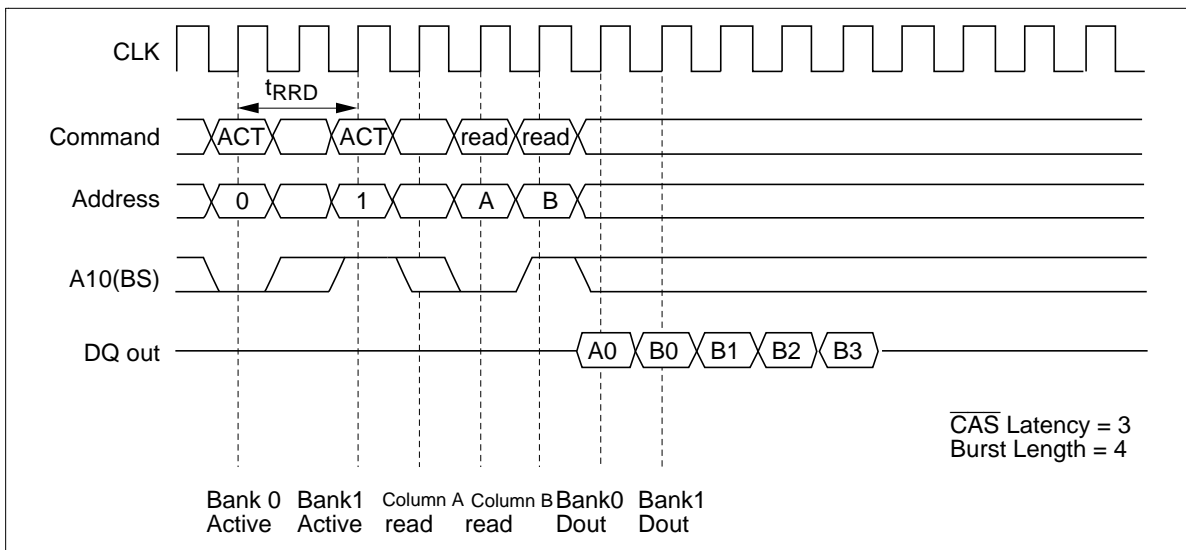 CLK
tRRD
Command ACT ACT read read
Address 0 1 A B
A10(BS)
DQ out A0 B0 B1 B2 B3
CAS Latency = 3
Burst Length = 4
Bank 0 Bank1 Column A Column B Bank0 Bank1
Active Active read read Dout Dout